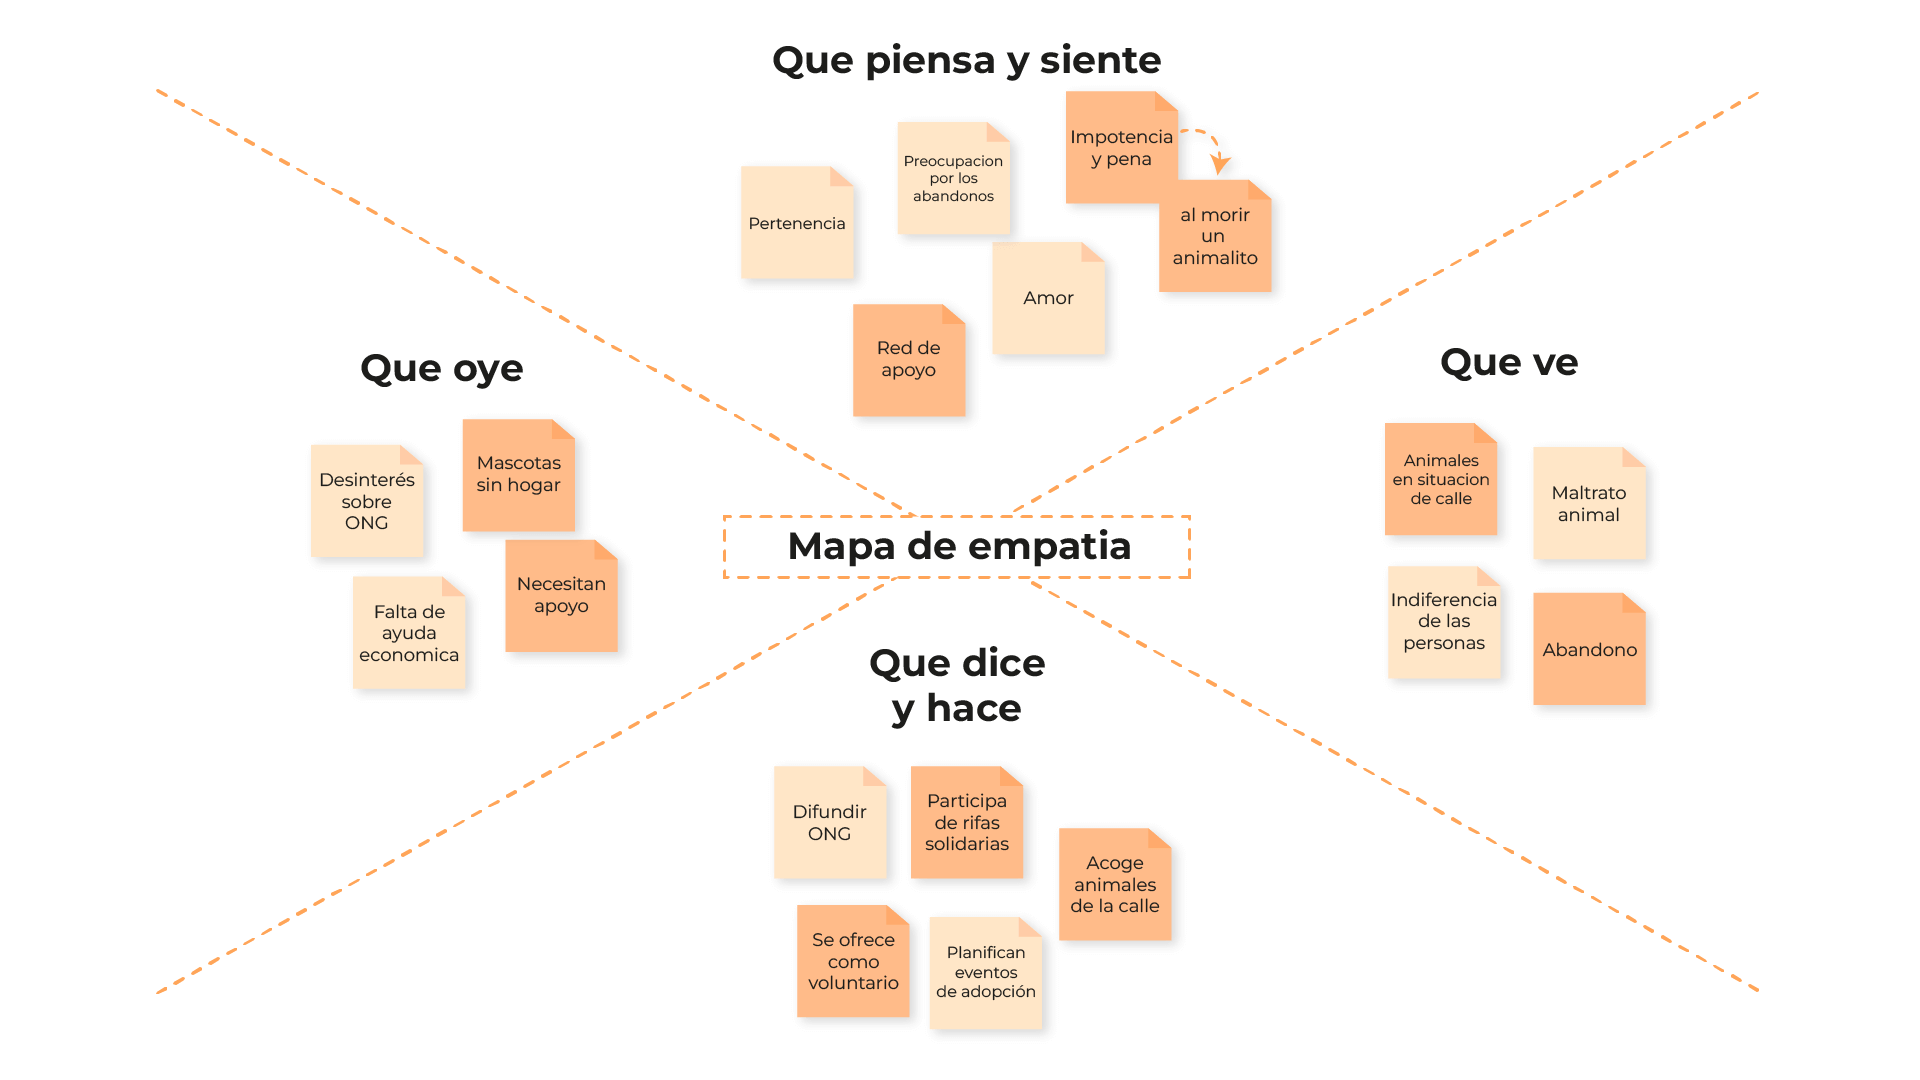 Que piensa y siente
Pertenencia
Preocupacion
por los
abandonos
Impotencia
y pena
al morir
un
animalito
Amor
Red de
apoyo
Que oye
Desinterés
sobre
ONG
Mascotas
sin hogar
Falta de
ayuda
economica
Necesitan
apoyo
Que ve
Animales
en situacion
de calle
Maltrato
animal
Indiferencia
de las
personas
Abandono
Mapa de empatia
Que dice
y hace
Difundir
ONG
Participa
de rifas
solidarias
Acoge
animales
de la calle
Se ofrece
como
voluntario
Planifican
eventos
de adopción